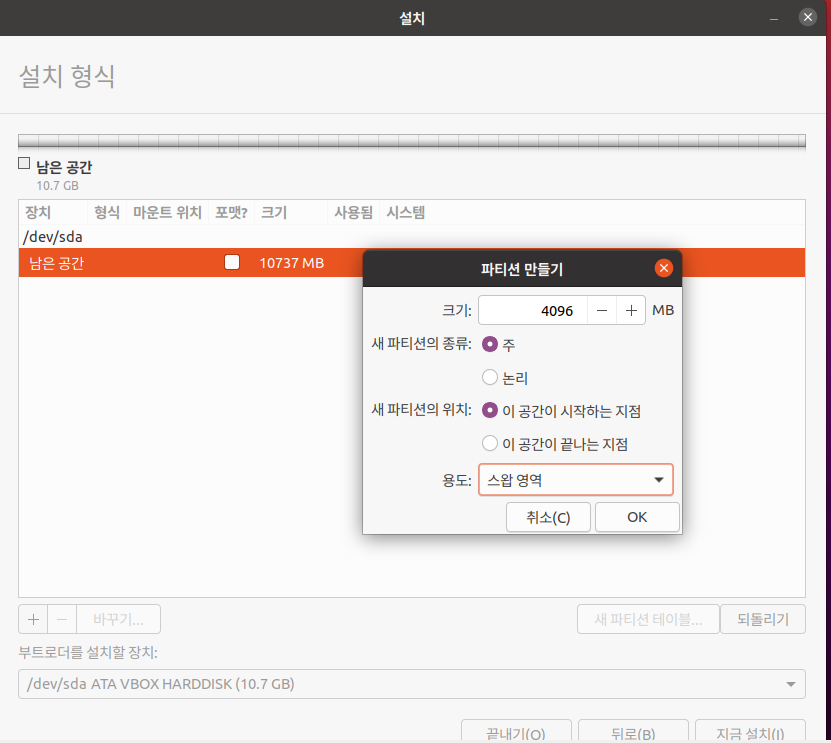 설치
설치 형식
남은 공간
10.7 GB
장치 형식 마운트 위치 포맷? 크기 사용됨 시스템
/dev/sda
남은 공간 10737 MB
파티션 만들기
크기: 4096 MB
새 파티션의 종류: 주
논리
새 파티션의 위치: 이 공간이 시작하는 지점
이 공간이 끝나는 지점
용도: 스왑 영역
취소(C) OK
+ − 바꾸기... 새 파티션 테이블... 되돌리기
부트로더를 설치할 장치:
/dev/sda ATA VBOX HARDDISK (10.7 GB)
끝내기(Q) 뒤로(B) 지금 설치(I)